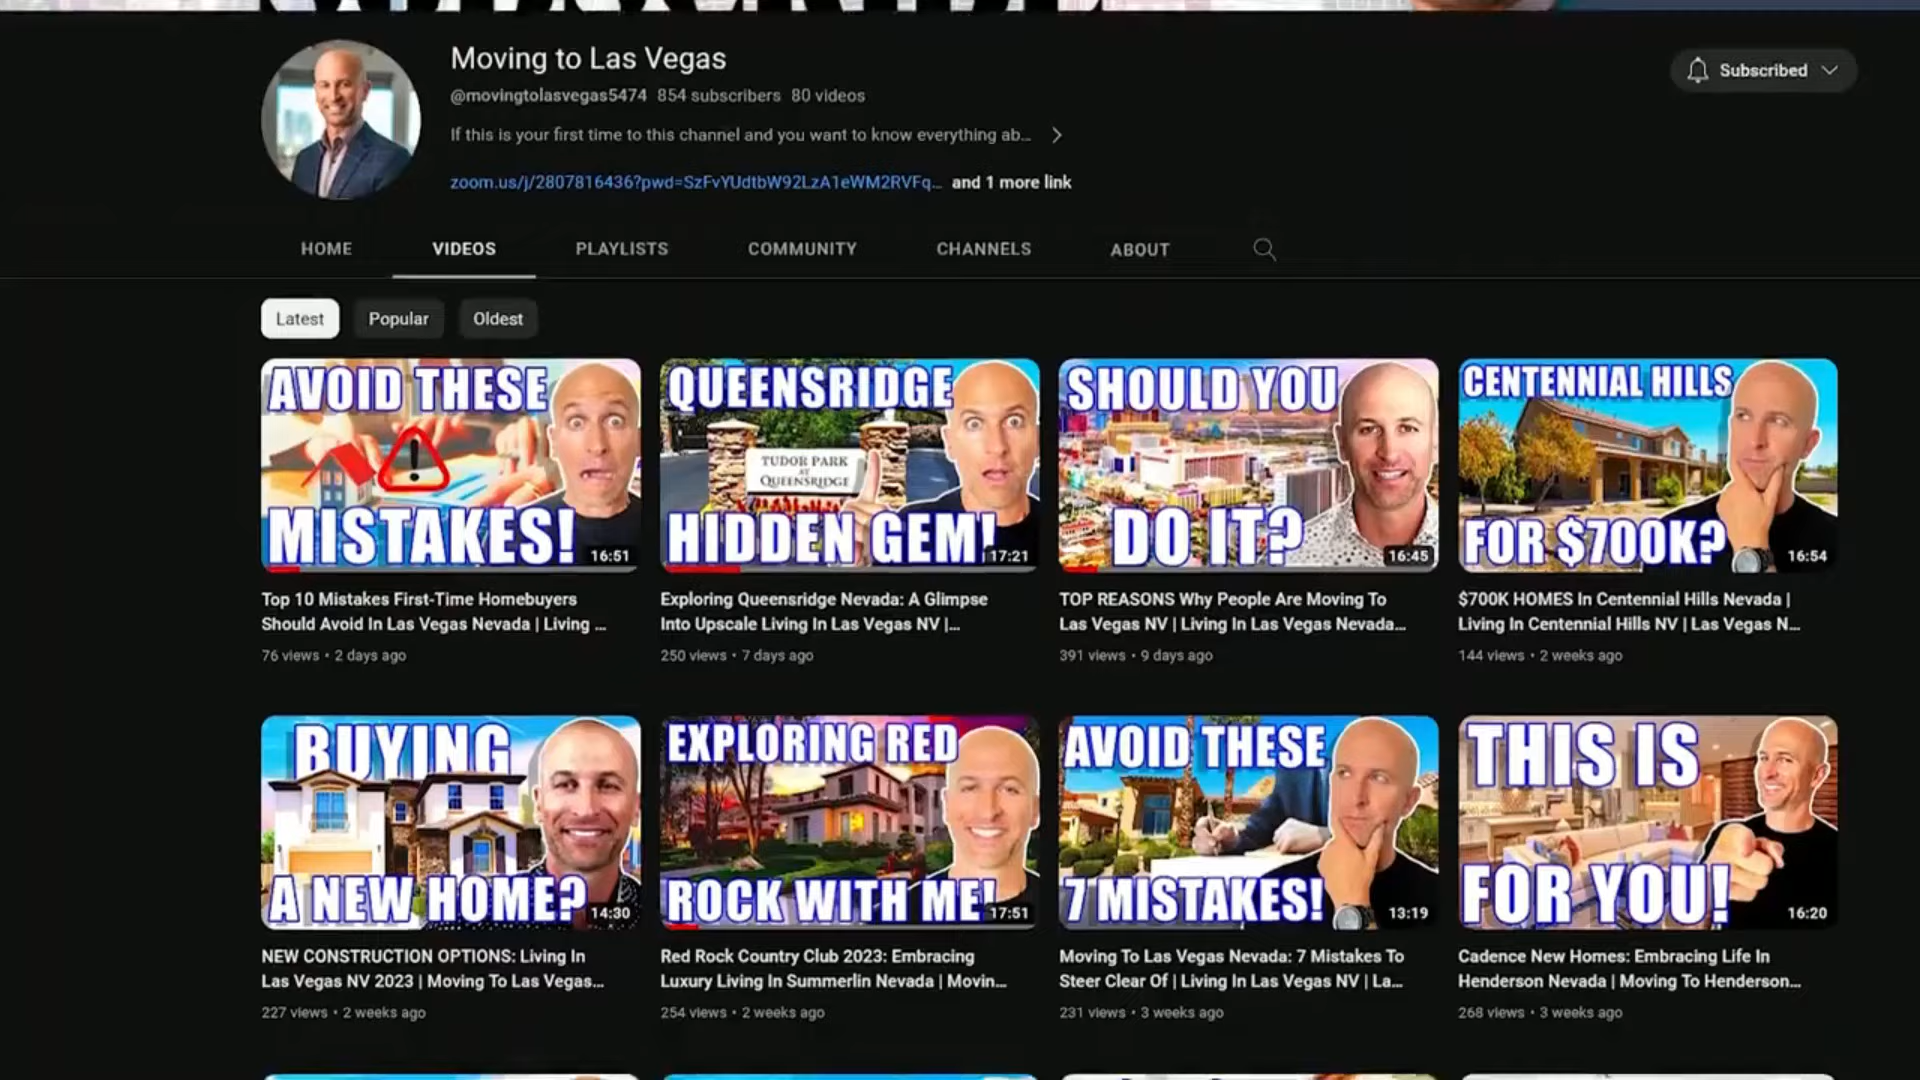 Moving to Las Vegas
Subscribed
@movingtolasvegas5474 854 subscribers 80 videos
If this is your first time to this channel and you want to know everything ab...
zoom.us/j/2807816436?pwd=SzFvYUdtbW92LzA1eWM2RVFq... and 1 more link
HOME VIDEOS PLAYLISTS COMMUNITY CHANNELS ABOUT
Latest Popular Oldest
AVOID THESE
MISTAKES!
16:51
QUEENSRIDGE
TUDOR PARK
AT
QUEENSRIDGE
HIDDEN GEM!
17:21
SHOULD YOU
DO IT?
16:45
CENTENNIAL HILLS
FOR $700K?
16:54
Top 10 Mistakes First-Time Homebuyers
Should Avoid In Las Vegas Nevada | Living ...
76 views • 2 days ago
Exploring Queensridge Nevada: A Glimpse
Into Upscale Living In Las Vegas NV |...
250 views • 7 days ago
TOP REASONS Why People Are Moving To
Las Vegas NV | Living In Las Vegas Nevada...
391 views • 9 days ago
$700K HOMES In Centennial Hills Nevada |
Living In Centennial Hills NV | Las Vegas N...
144 views • 2 weeks ago
BUYING
A NEW HOME?
14:30
EXPLORING RED
ROCK WITH ME!
17:51
AVOID THESE
7 MISTAKES!
13:19
THIS IS
FOR YOU!
16:20
NEW CONSTRUCTION OPTIONS: Living In
Las Vegas NV 2023 | Moving To Las Vegas...
227 views • 2 weeks ago
Red Rock Country Club 2023: Embracing
Luxury Living In Summerlin Nevada | Movin...
254 views • 2 weeks ago
Moving To Las Vegas Nevada: 7 Mistakes To
Steer Clear Of | Living In Las Vegas NV | La...
231 views • 3 weeks ago
Cadence New Homes: Embracing Life In
Henderson Nevada | Moving To Henderson...
268 views • 3 weeks ago